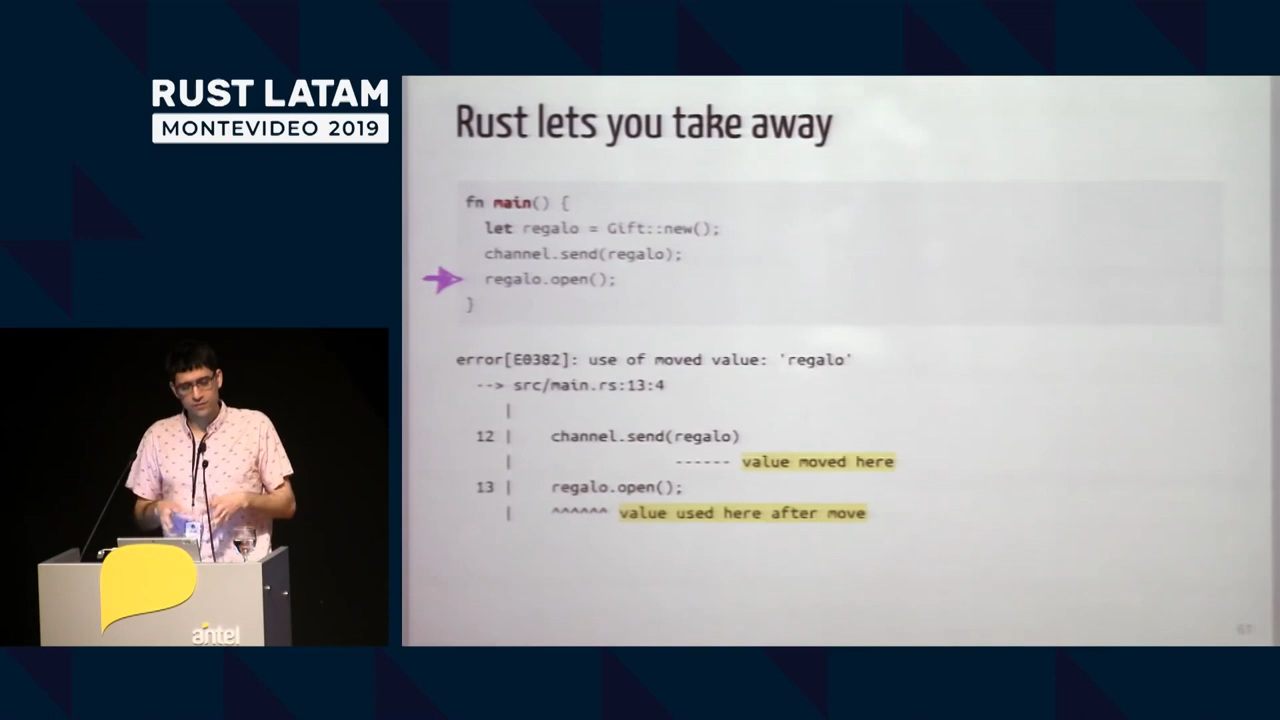 RUST LATAM
MONTEVIDEO 2019
Rust lets you take away
fn main() {
let regalo = Gift::new();
channel.send(regalo);
regalo.open();
}
error[E0382]: use of moved value: 'regalo'
--> src/main.rs:13:4
|
12 | channel.send(regalo)
| ------ value moved here
13 | regalo.open();
| ^^^^^^ value used here after move
antel